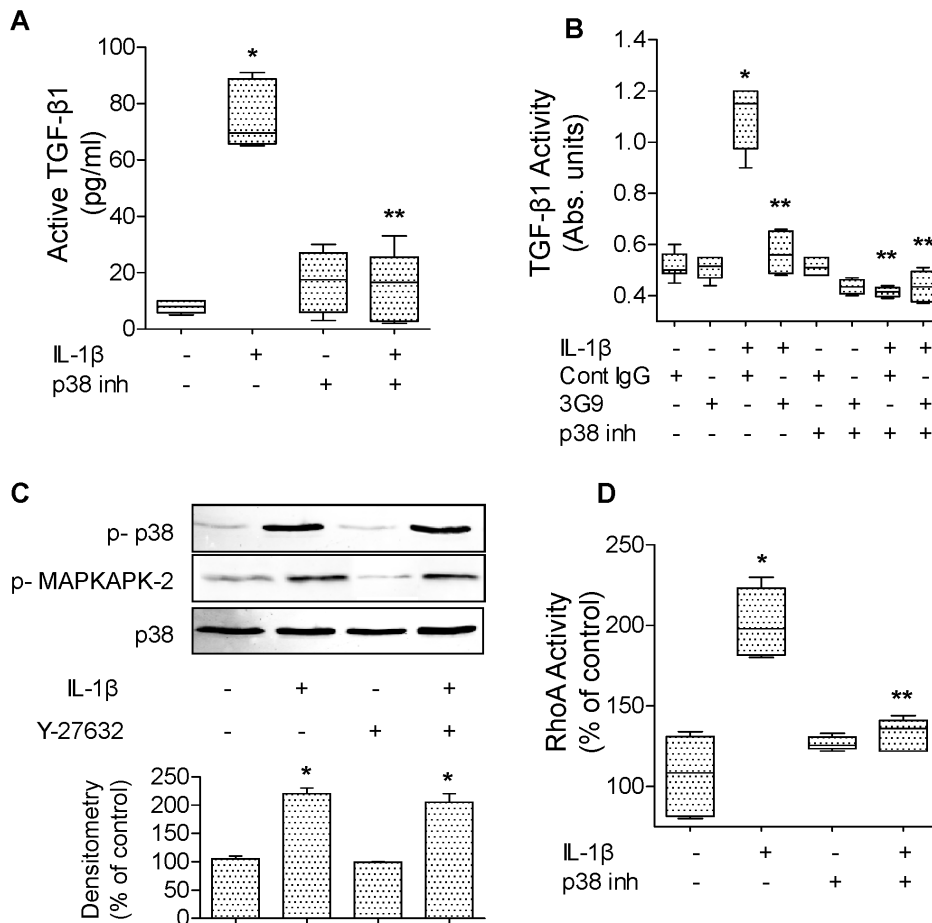 A
Active TGF-β1
(pg/ml)
100
80
60
40
20
0
*
**
IL-1β - + - +
p38 inh - - + +
B
TGF-β1 Activity
(Abs. units)
1.4
1.2
1.0
0.8
0.6
0.4
*
**
**
**
IL-1β - - + + - - + +
Cont IgG + - + - + - + -
3G9 - + - + - + - +
p38 inh - - - - + + + +
C
p- p38
p- MAPKAPK-2
p38
IL-1β - + - +
Y-27632 - - + +
Densitometry
(% of control)
250
200
150
100
50
0
*
*
D
RhoA Activity
(% of control)
250
200
150
100
*
**
IL-1β - + - +
p38 inh - - + +